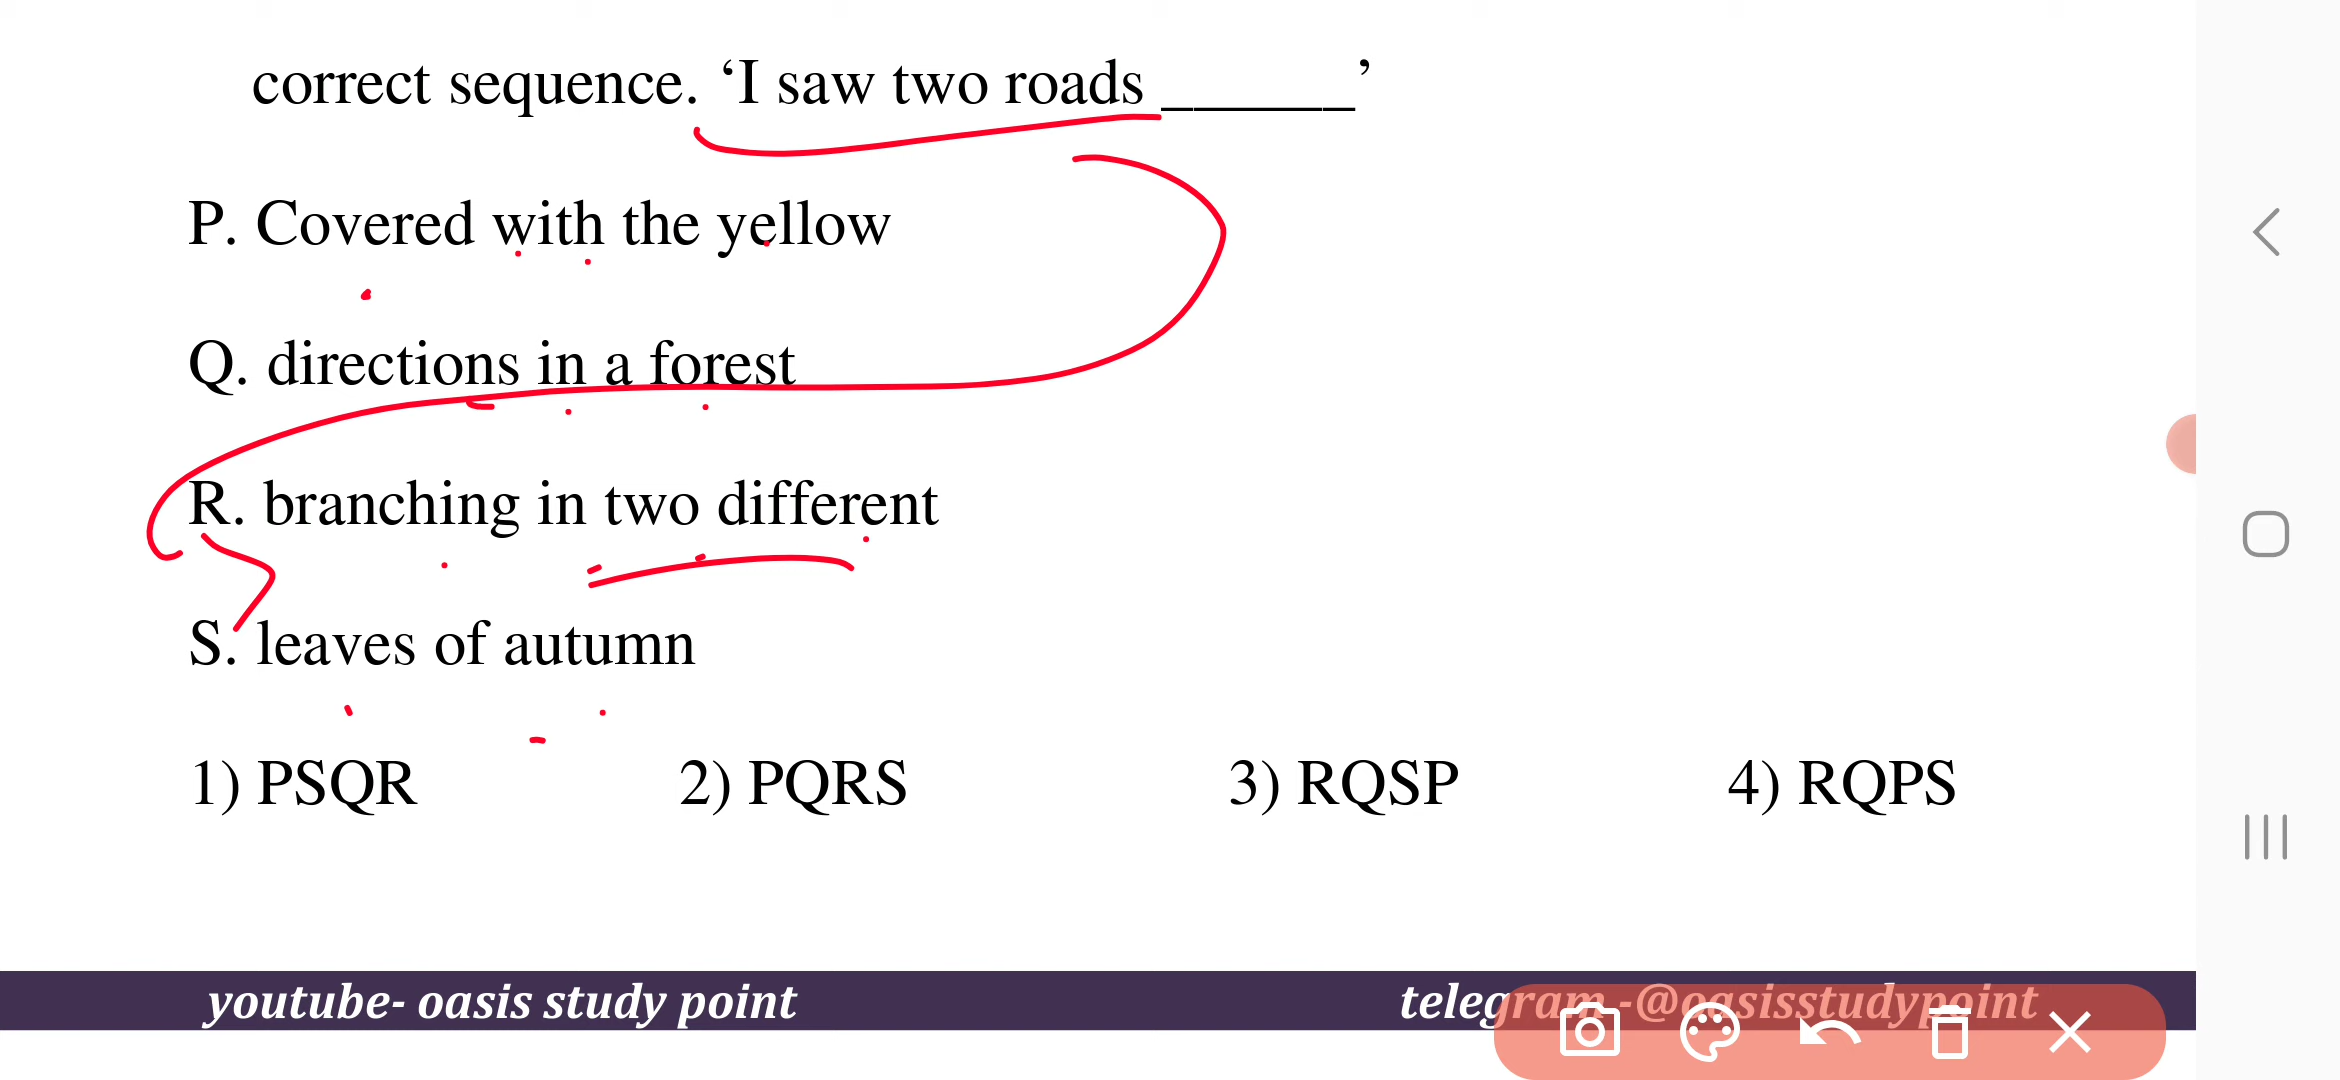 correct sequence. ‘I saw two roads ______’
P. Covered with the yellow
Q. directions in a forest
R. branching in two different
S. leaves of autumn
1) PSQR 2) PQRS 3) RQSP 4) RQPS
youtube- oasis study point telegram -@oasisstudypoint